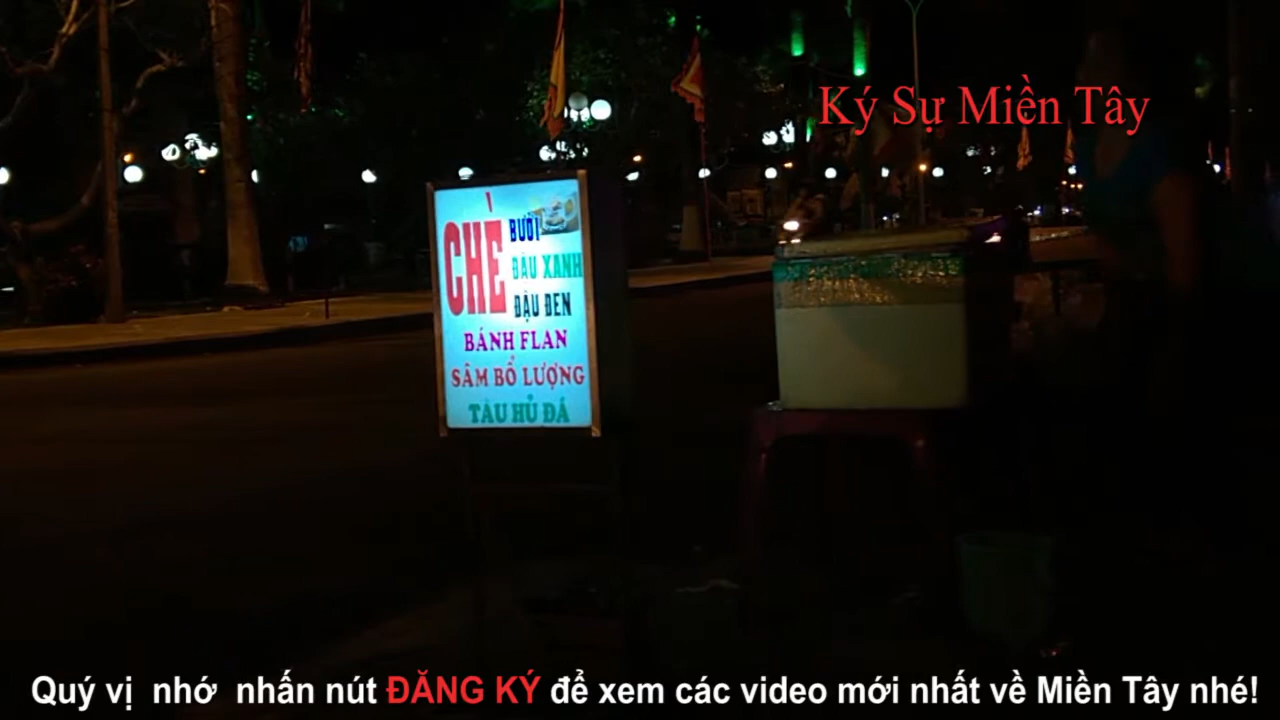 Ký Sự Miền Tây
CHÈ
BƯỞI
ĐẬU XANH
ĐẬU ĐEN
BÁNH FLAN
SÂM BỔ LƯỢNG
TÀU HỦ ĐÁ
Quý vị nhớ nhấn nút ĐĂNG KÝ để xem các video mới nhất về Miền Tây nhé!